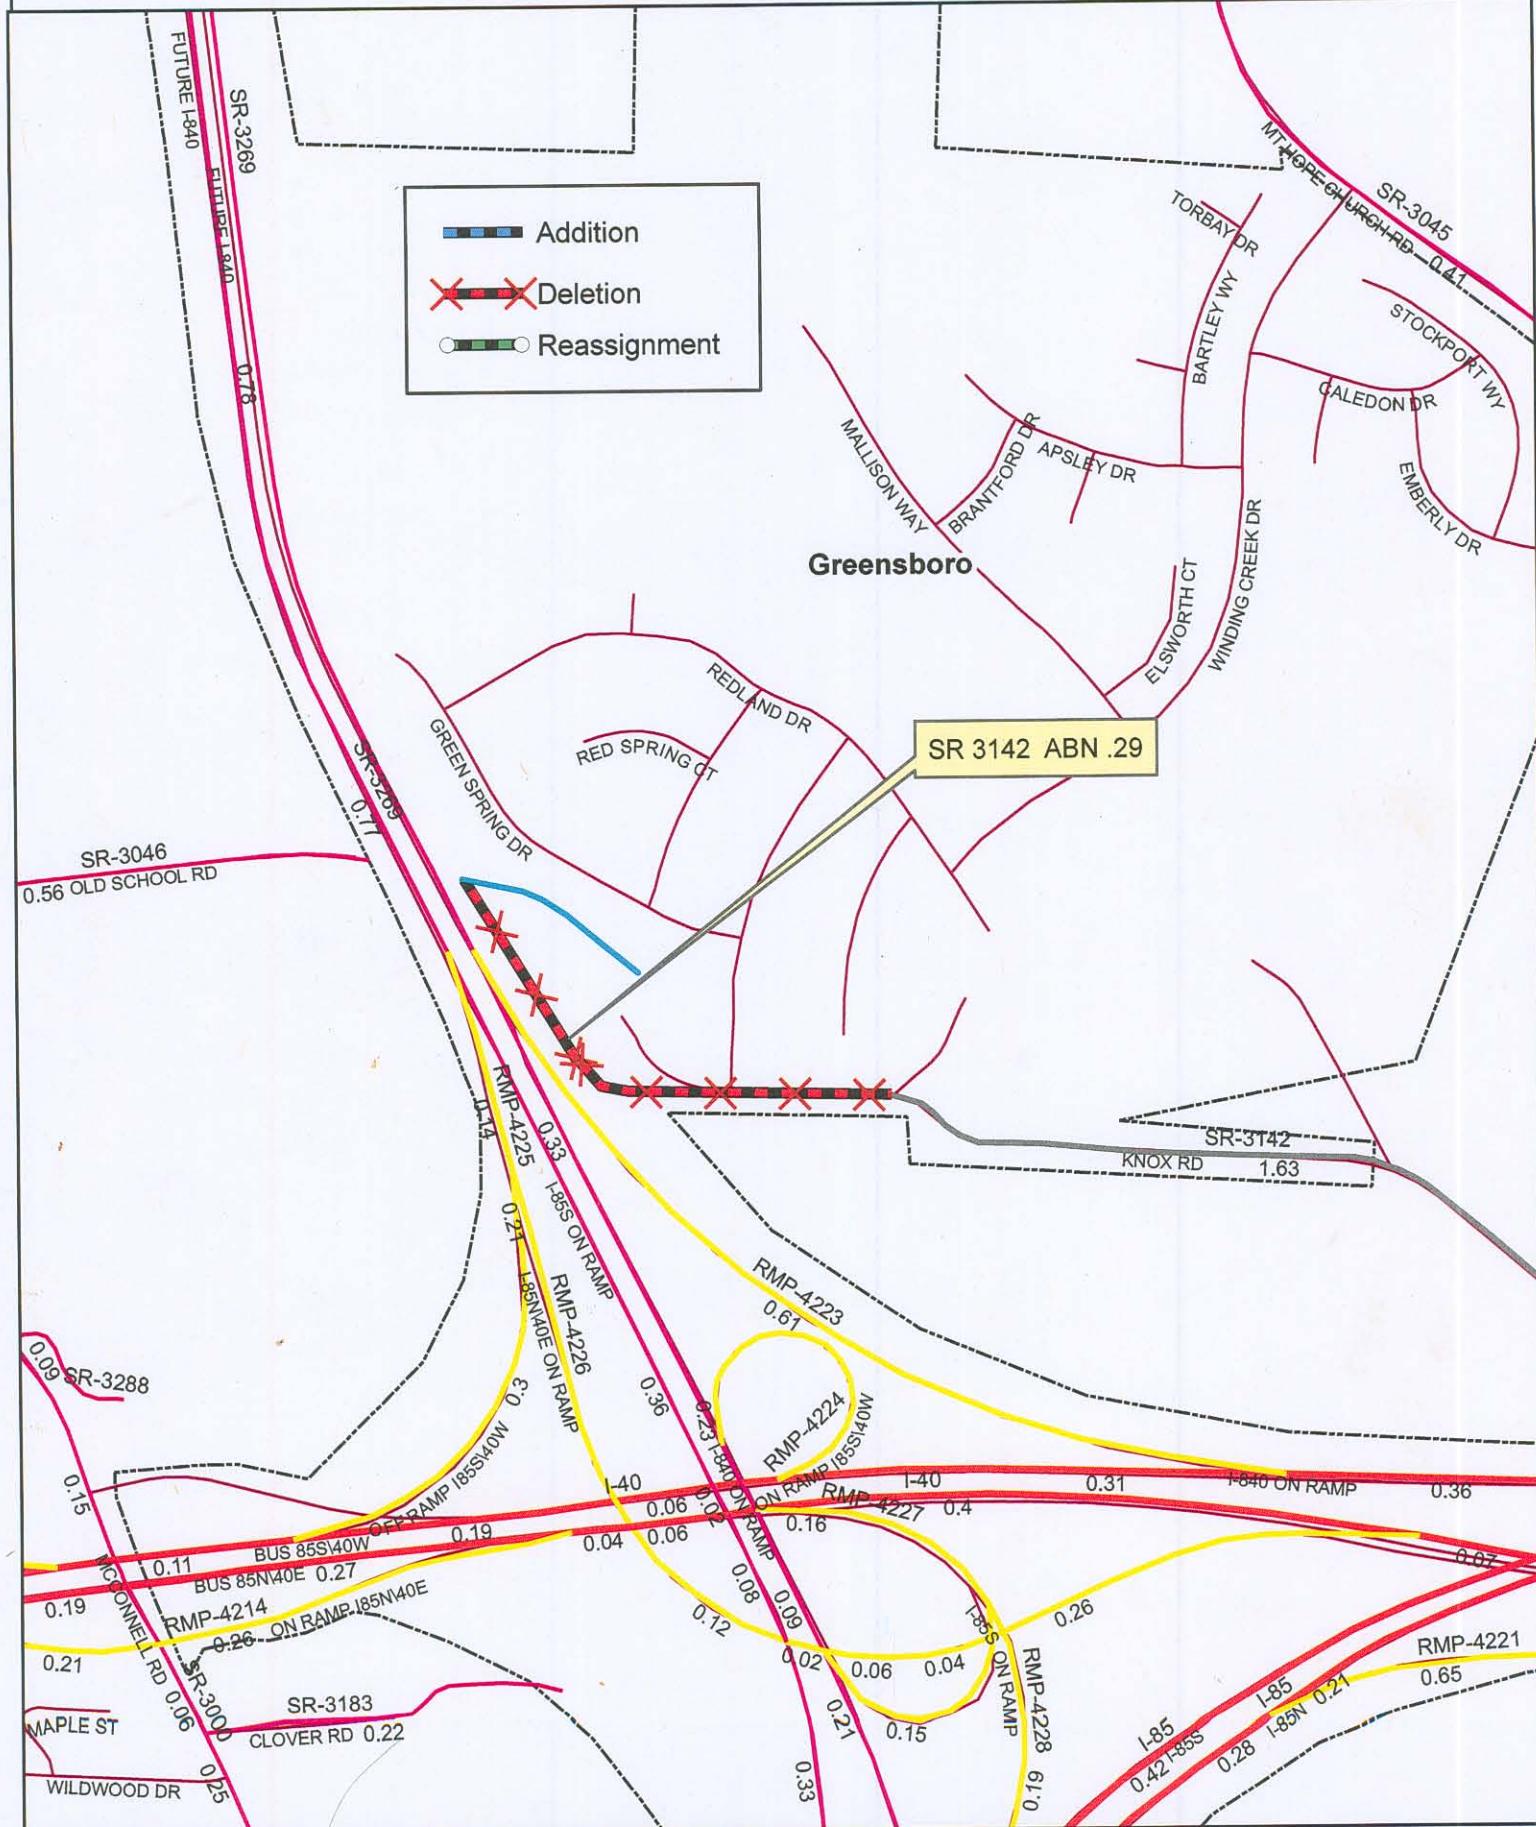 FUTURE I-840
SR-3269
FUTURE I-840
0.78
Addition
Deletion
Reassignment
MT HOPE CHURCH RD
SR-3045
0.41
TORBAY DR
BARTLEY WY
STOCKPORT WY
CALEDON DR
EMBERLY DR
MALLISON WAY
BRANTFORD DR
APSLEY DR
Greensboro
ELSWORTH CT
WINDING CREEK DR
REDLAND DR
RED SPRING CT
GREEN SPRING DR
SR 3142 ABN .29
SR-3269
0.77
SR-3046
0.56 OLD SCHOOL RD
SR-3142
KNOX RD 1.63
RMP-4225
0.14
0.33
0.21
I-85S ON RAMP
I-85N\40E ON RAMP
RMP-4226
RMP-4223
0.61
0.09
SR-3288
0.3
0.36
0.23
RMP-4224
ON RAMP I85S\40W
I-840 ON RAMP
OFF RAMP I85S\40W
0.15
I-40
0.06
0.02
I-40
0.31
I-840 ON RAMP
0.36
RMP-4227
0.4
0.16
0.19
0.04
0.06
0.11
BUS 85S\40W
BUS 85N\40E 0.27
0.07
0.19
RMP-4214
0.26
ON RAMP I85N\40E
MCCONNELL RD
0.06
SR-3000
0.21
0.08
0.09
0.12
0.02
0.06
0.04
0.26
I-85S ON RAMP
RMP-4228
0.19
0.15
0.21
0.33
RMP-4221
0.65
I-85
0.21
I-85N
I-85
I-85S
0.42
0.28
SR-3183
CLOVER RD 0.22
MAPLE ST
WILDWOOD DR
0.25